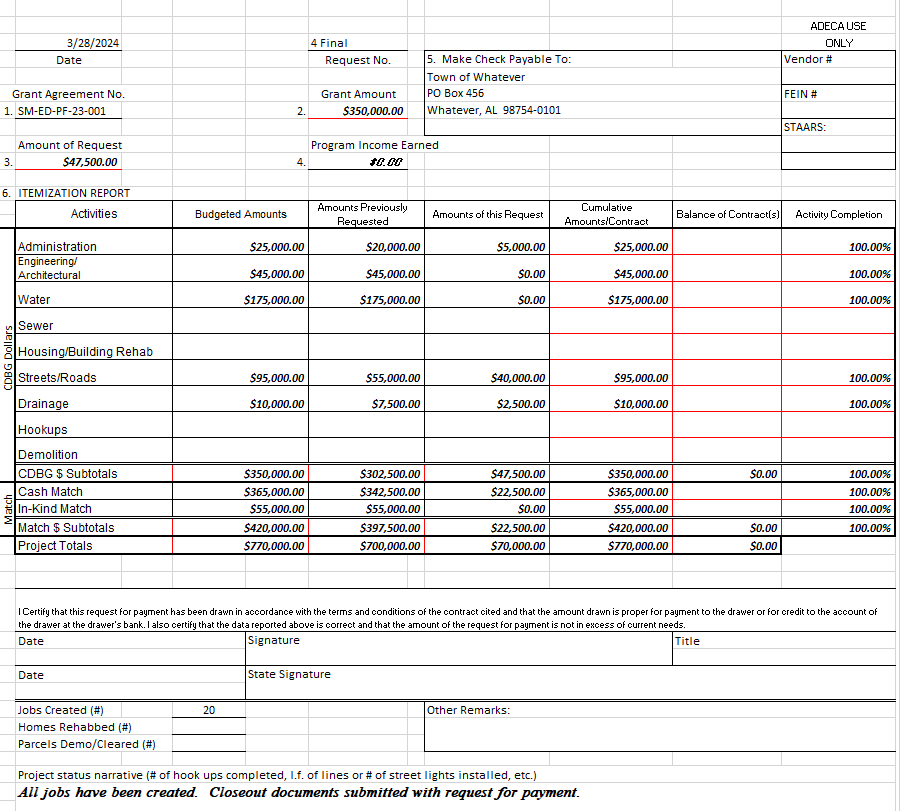 ADECA USE
3/28/2024 4 Final ONLY
Date Request No. 5. Make Check Payable To: Vendor #
Town of Whatever
Grant Agreement No. Grant Amount PO Box 456 FEIN #
1. SM-ED-PF-23-001 2. $350,000.00 Whatever, AL 98754-0101
STAARS:
Amount of Request Program Income Earned
3. $47,500.00 4. $0.00
6. ITEMIZATION REPORT
Activities Budgeted Amounts Amounts Previously Requested Amounts of this Request Cumulative Amounts/Contract Balance of Contract(s) Activity Completion
CDBG Dollars
Administration $25,000.00 $20,000.00 $5,000.00 $25,000.00 100.00%
Engineering/
Architectural $45,000.00 $45,000.00 $0.00 $45,000.00 100.00%
Water $175,000.00 $175,000.00 $0.00 $175,000.00 100.00%
Sewer
Housing/Building Rehab
Streets/Roads $95,000.00 $55,000.00 $40,000.00 $95,000.00 100.00%
Drainage $10,000.00 $7,500.00 $2,500.00 $10,000.00 100.00%
Hookups
Demolition
CDBG $ Subtotals $350,000.00 $302,500.00 $47,500.00 $350,000.00 $0.00 100.00%
Match
Cash Match $365,000.00 $342,500.00 $22,500.00 $365,000.00 100.00%
In-Kind Match $55,000.00 $55,000.00 $0.00 $55,000.00 100.00%
Match $ Subtotals $420,000.00 $397,500.00 $22,500.00 $420,000.00 $0.00 100.00%
Project Totals $770,000.00 $700,000.00 $70,000.00 $770,000.00 $0.00
I Certify that this request for payment has been drawn in accordance with the terms and conditions of the contract cited and that the amount drawn is proper for payment to the drawer or for credit to the account of
the drawer at the drawer's bank. I also certify that the data reported above is correct and that the amount of the request for payment is not in excess of current needs.
Date Signature Title
Date State Signature
Jobs Created (#) 20 Other Remarks:
Homes Rehabbed (#)
Parcels Demo/Cleared (#)
Project status narrative (# of hook ups completed, l.f. of lines or # of street lights installed, etc.)
All jobs have been created. Closeout documents submitted with request for payment.